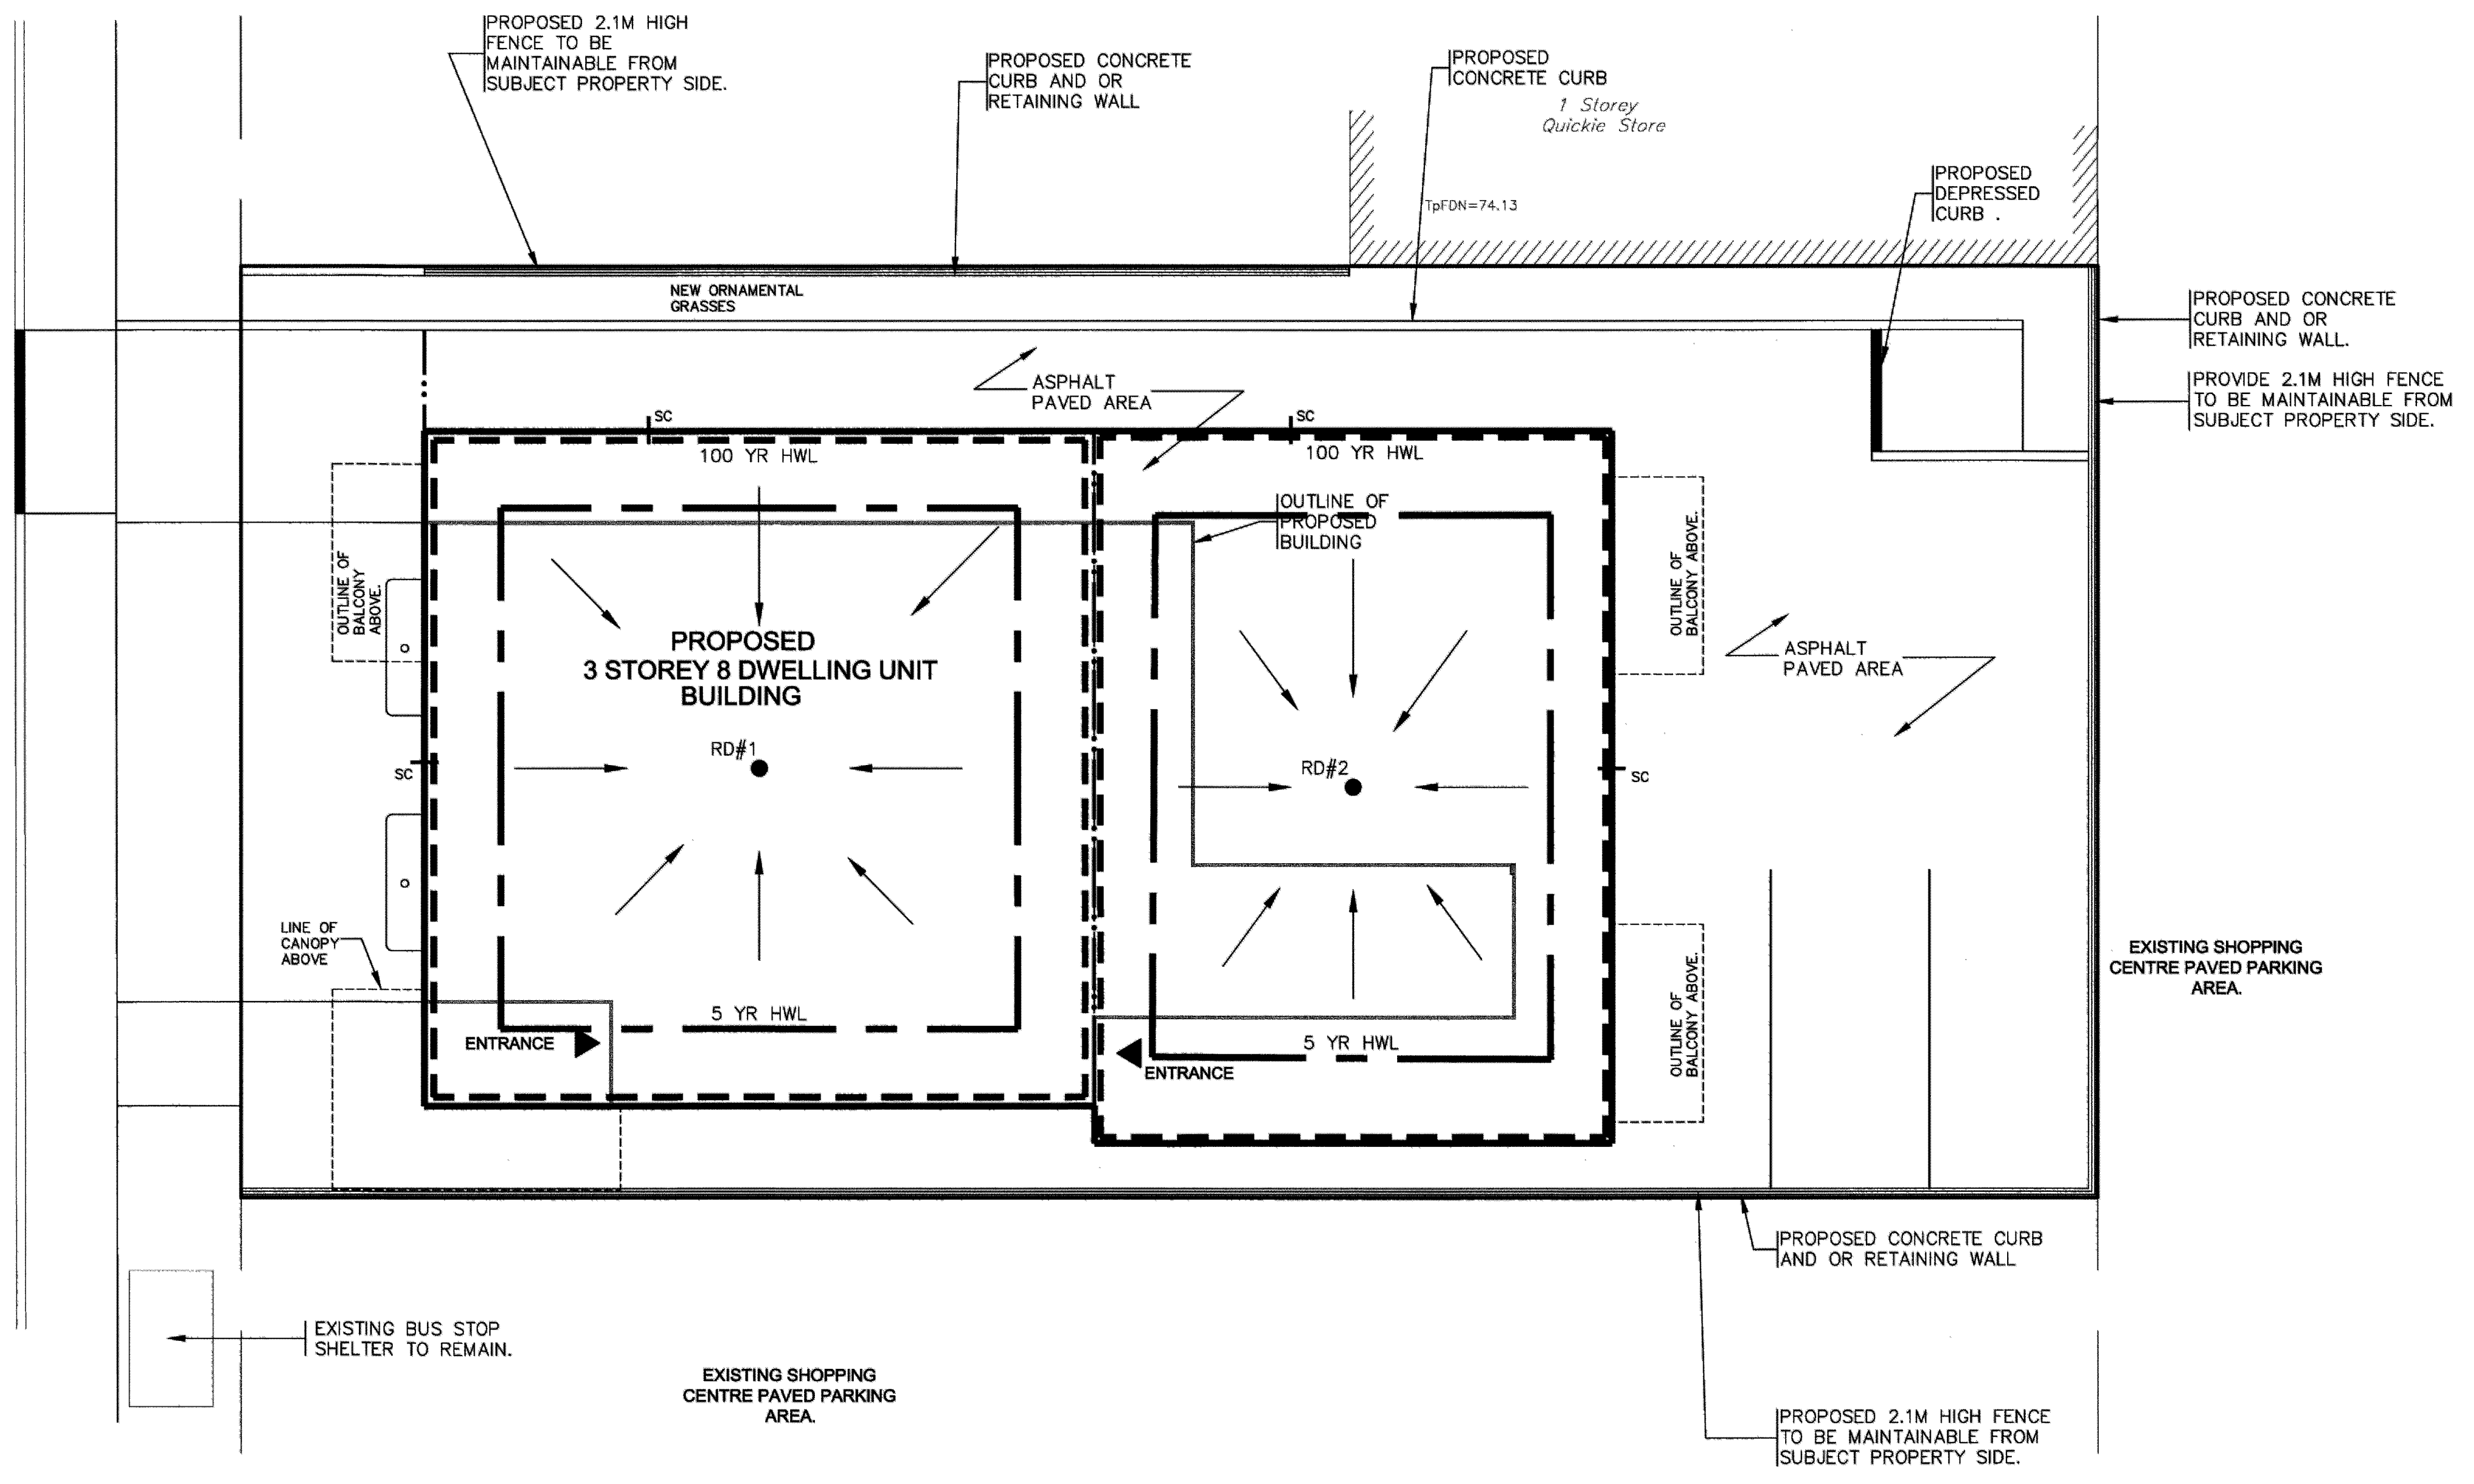 PROPOSED 2.1M HIGH
FENCE TO BE
MAINTAINABLE FROM
SUBJECT PROPERTY SIDE.
PROPOSED CONCRETE
CURB AND OR
RETAINING WALL
PROPOSED
CONCRETE CURB
1 Storey
Quickie Store
TpFDN=74.13
PROPOSED
DEPRESSED
CURB .
NEW ORNAMENTAL
GRASSES
PROPOSED CONCRETE
CURB AND OR
RETAINING WALL.
PROVIDE 2.1M HIGH FENCE
TO BE MAINTAINABLE FROM
SUBJECT PROPERTY SIDE.
ASPHALT
PAVED AREA
SC
SC
100 YR HWL
100 YR HWL
OUTLINE OF
PROPOSED
BUILDING
OUTLINE OF
BALCONY
ABOVE.
OUTLINE OF
BALCONY ABOVE.
PROPOSED
3 STOREY 8 DWELLING UNIT
BUILDING
ASPHALT
PAVED AREA
RD#1
RD#2
SC
SC
LINE OF
CANOPY
ABOVE
EXISTING SHOPPING
CENTRE PAVED PARKING
AREA.
OUTLINE OF
BALCONY ABOVE.
5 YR HWL
5 YR HWL
ENTRANCE
ENTRANCE
PROPOSED CONCRETE CURB
AND OR RETAINING WALL
EXISTING BUS STOP
SHELTER TO REMAIN.
EXISTING SHOPPING
CENTRE PAVED PARKING
AREA.
PROPOSED 2.1M HIGH FENCE
TO BE MAINTAINABLE FROM
SUBJECT PROPERTY SIDE.